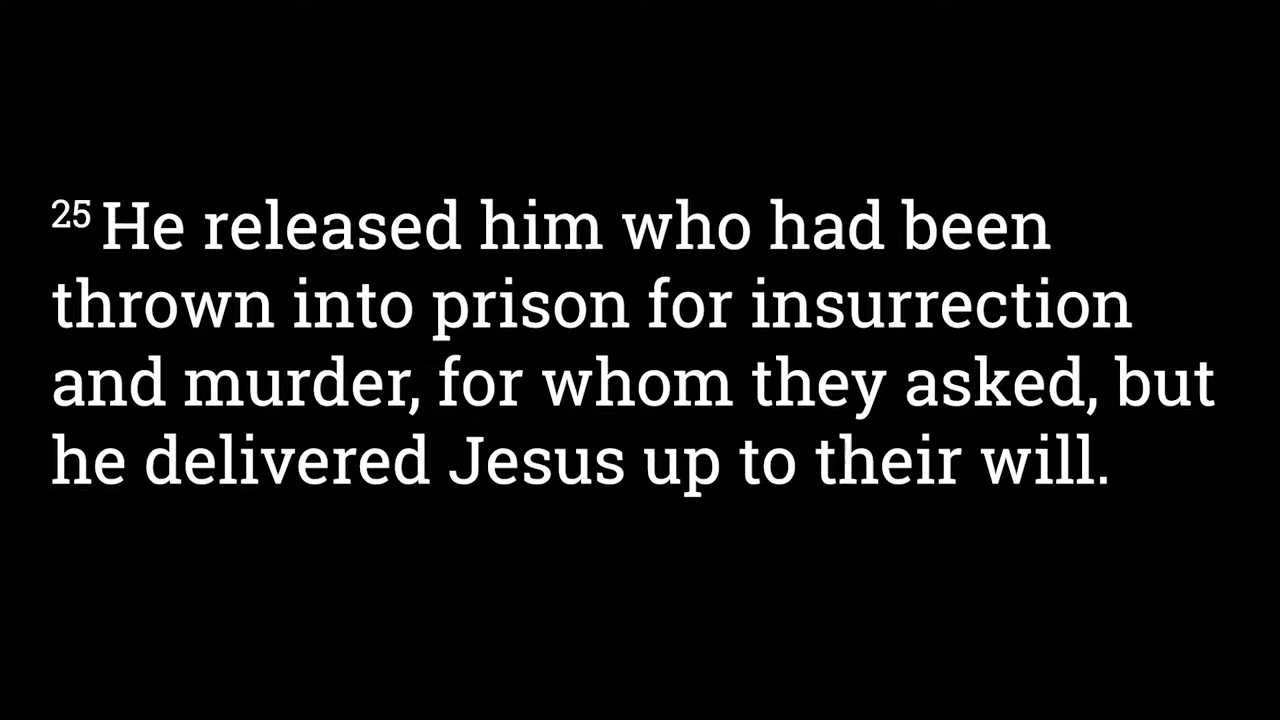 25 He released him who had been
thrown into prison for insurrection
and murder, for whom they asked, but
he delivered Jesus up to their will.